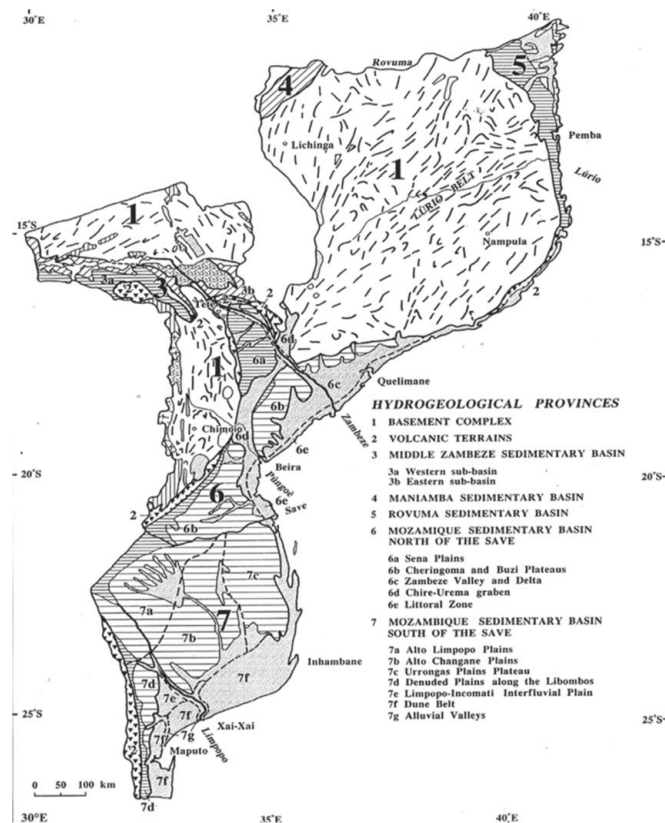 30°E
35°E
40°E
Rovuma
5
4
Lichinga
Pemba
1
Lúrio
LÚRIO BELT
1
15°S
15°S
Nampula
3a
3
3b
2
2
2
2
Tete
2
6d
6a
1
6c
Quelimane
6b
Zambeze
Chimoio
6d
6e
Beira
20°S
Púngoè
6
6e
Save
2
6b
7c
7a
7
7b
Inhambane
7d
7f
7e
7f
25°S
Xai-Xai
25°S
7f
7g
Limpopo
Maputo
7f
0 50 100 km
7d
30°E
35°E
40°E
HYDROGEOLOGICAL PROVINCES
1 BASEMENT COMPLEX
2 VOLCANIC TERRAINS
3 MIDDLE ZAMBEZE SEDIMENTARY BASIN
3a Western sub-basin
3b Eastern sub-basin
4 MANIAMBA SEDIMENTARY BASIN
5 ROVUMA SEDIMENTARY BASIN
6 MOZAMIQUE SEDIMENTARY BASIN
NORTH OF THE SAVE
6a Sena Plains
6b Cheringoma and Buzi Plateaus
6c Zambeze Valley and Delta
6d Chire-Urema graben
6e Littoral Zone
7 MOZAMBIQUE SEDIMENTARY BASIN
SOUTH OF THE SAVE
7a Alto Limpopo Plains
7b Alto Changane Plains
7c Urrongas Plains Plateau
7d Denuded Plains along the Libombos
7e Limpopo-Incomati Interfluvial Plain
7f Dune Belt
7g Alluvial Valleys